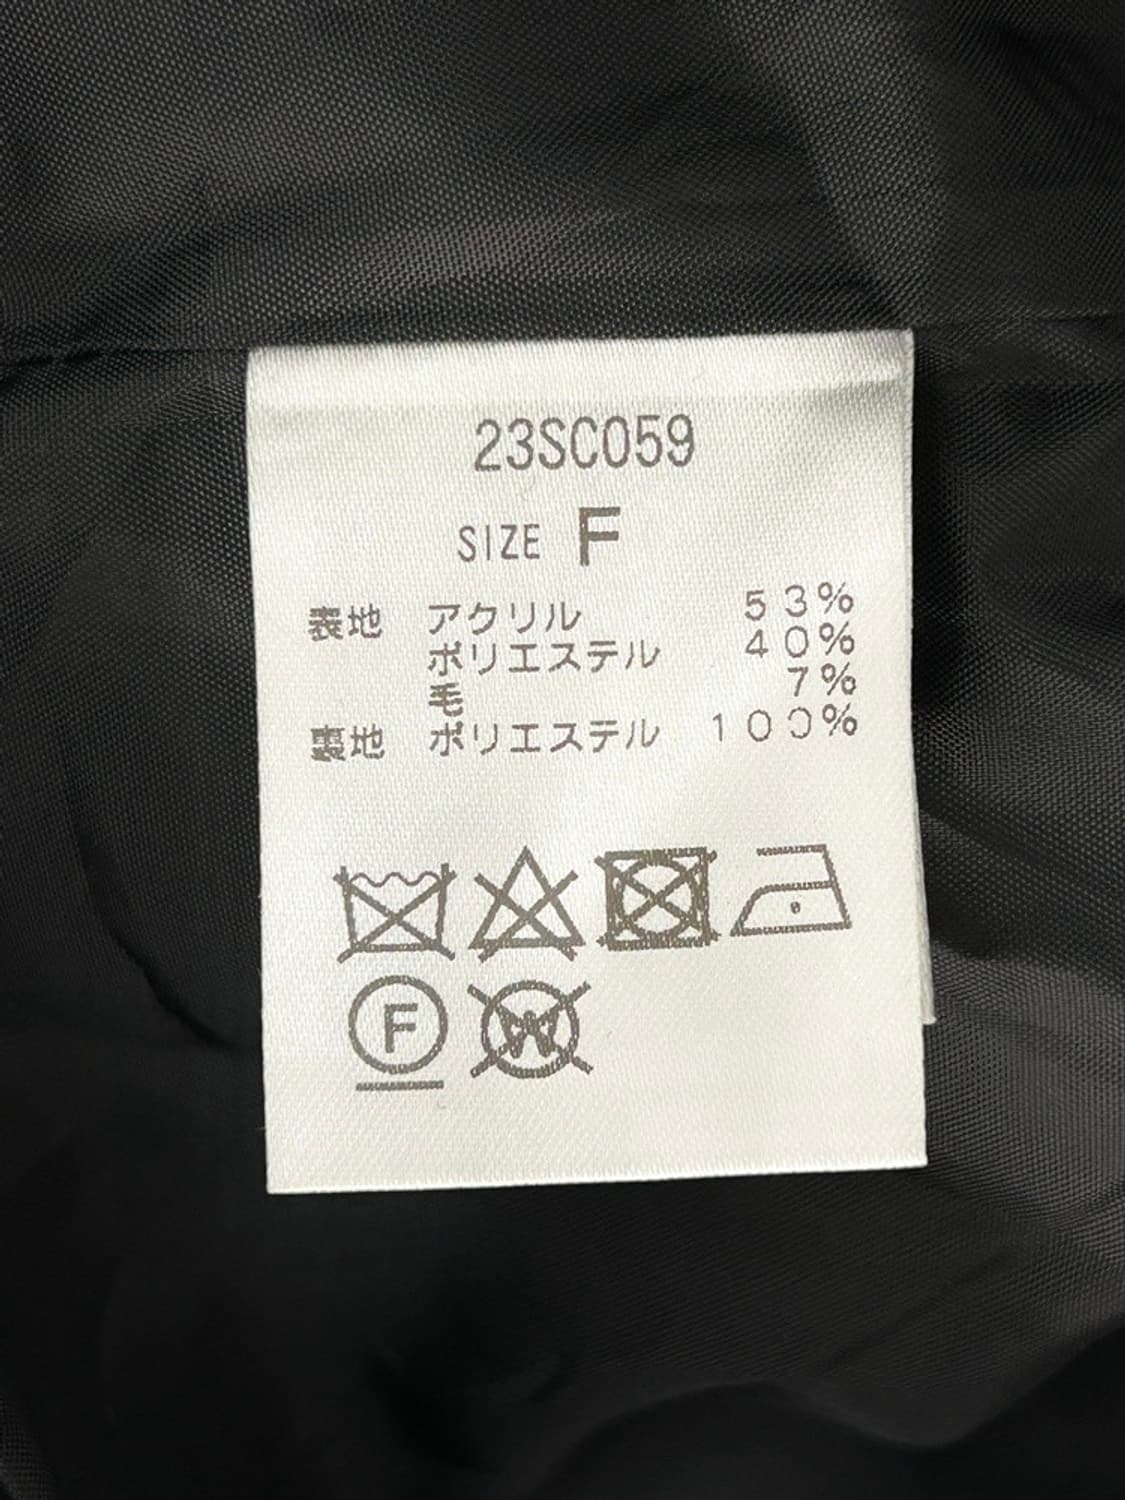 23SC059
SIZE F
表地 アクリル 53%
ポリエステル 40%
毛 7%
裏地 ポリエステル 100%
F
W